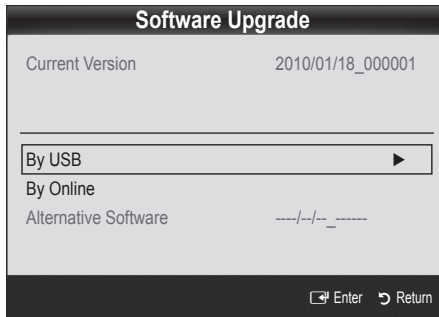 Software Upgrade
Current Version 2010/01/18_000001
By USB ▶
By Online
Alternative Software ----/--/--_------
Enter Return